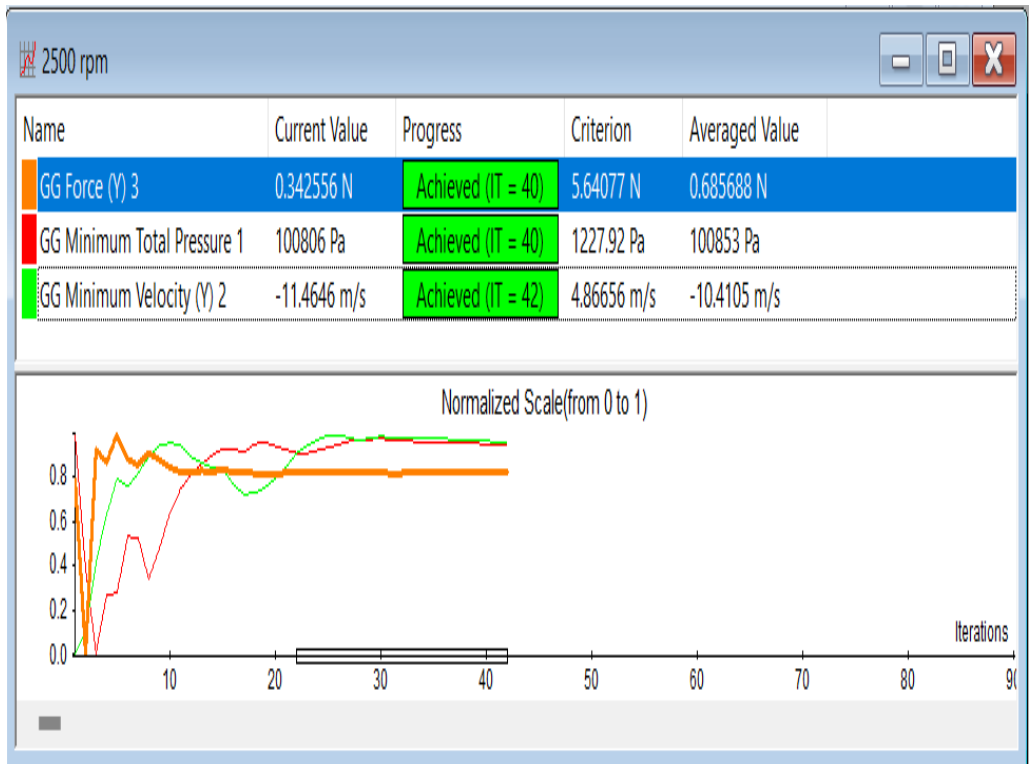 2500 rpm
Name Current Value Progress Criterion Averaged Value
GG Force (Y) 3 0.342556 N Achieved (IT = 40) 5.64077 N 0.685688 N
GG Minimum Total Pressure 1 100806 Pa Achieved (IT = 40) 1227.92 Pa 100853 Pa
GG Minimum Velocity (Y) 2 -11.4646 m/s Achieved (IT = 42) 4.86656 m/s -10.4105 m/s
Normalized Scale(from 0 to 1)
0.8
0.6
0.4
0.2
Iterations
0.0
10 20 30 40 50 60 70 80